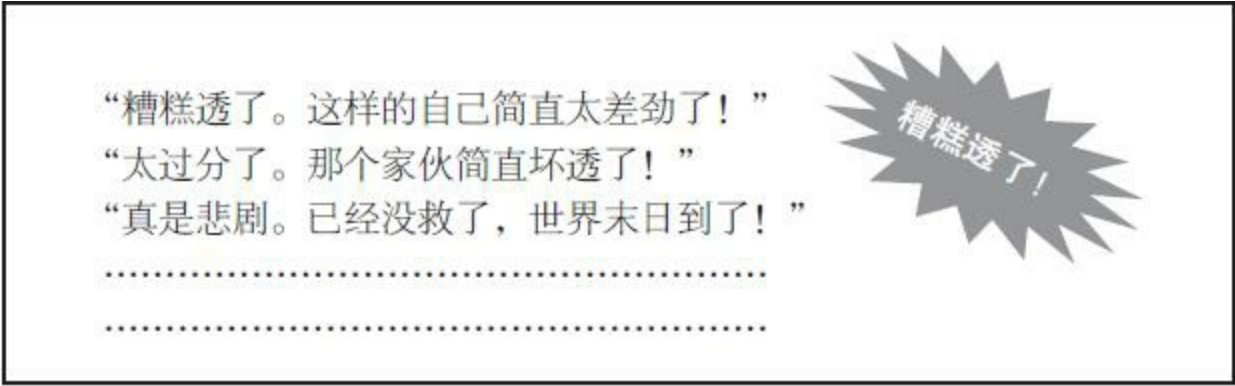 “糟糕透了。这样的自己简直太差劲了！”
“太过分了。那个家伙简直坏透了！”
“真是悲剧。已经没救了，世界末日到了！”
......................................................
......................................................
糟糕透了！